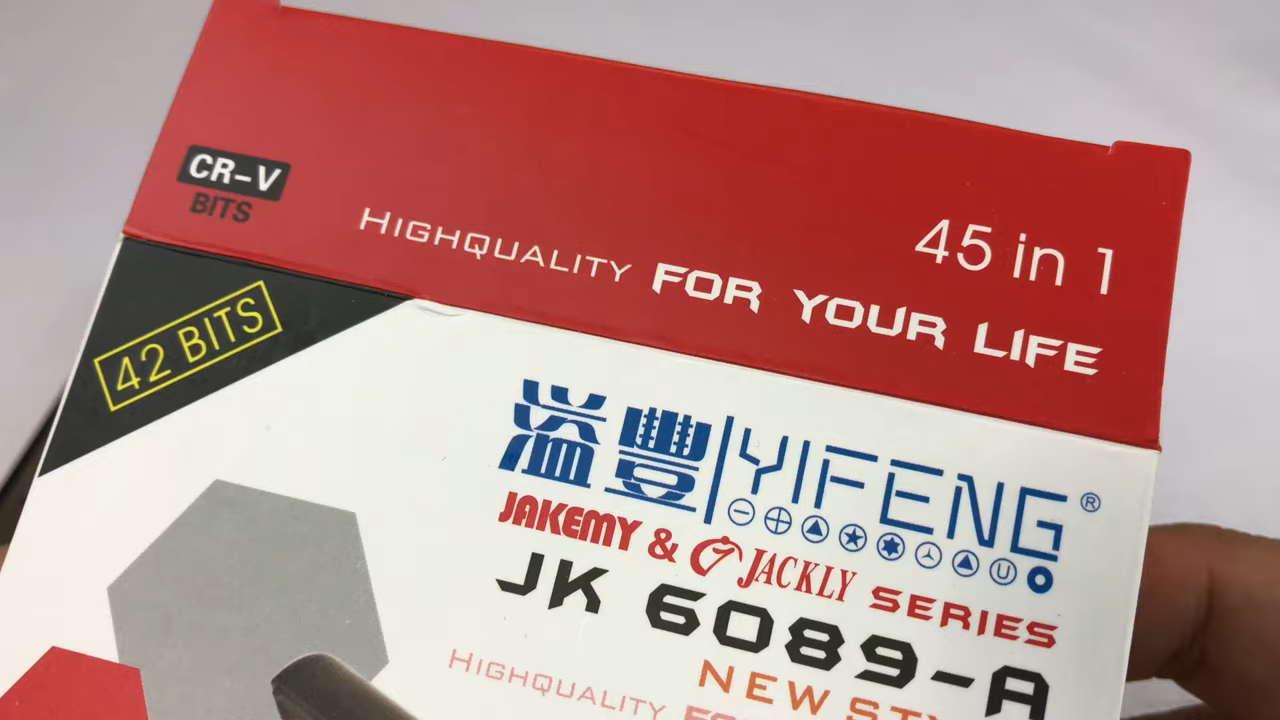 CR-V
BITS
45 in 1
HIGHQUALITY FOR YOUR LIFE
42 BITS
溢豐 YIFENG®
JAKEMY & JACKLY SERIES
JK 6089-A
NEW
HIGHQUALITY